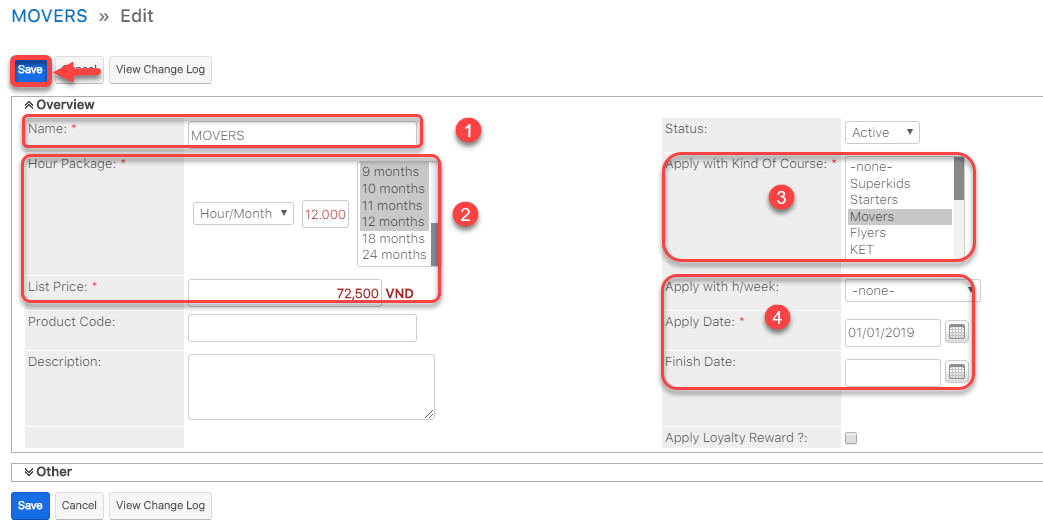 MOVERS » Edit
Save Cancel View Change Log
Overview
Name: * MOVERS 1 Status: Active
Hour Package: * Hour/Month 12.000 2 Apply with Kind Of Course: * 3
9 months
10 months
11 months
12 months
18 months
24 months
-none-
Superkids
Starters
Movers
Flyers
KET
List Price: * 72,500 VND Apply with h/week: -none-
Product Code: Apply Date: * 4 01/01/2019
Description: Finish Date:
Apply Loyalty Reward ?:
Other
Save Cancel View Change Log